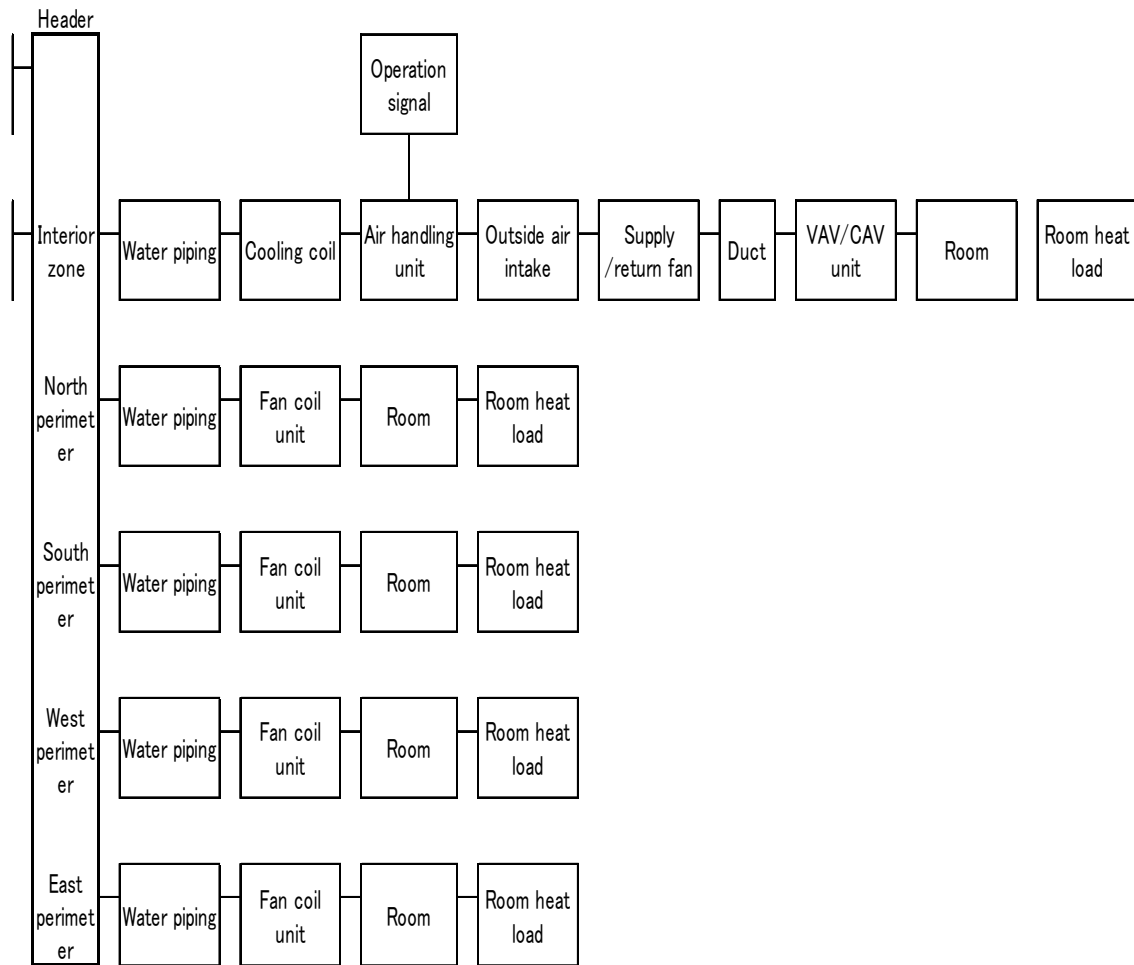 Header
Operation
signal
Interior
zone
Water piping
Cooling coil
Air handling
unit
Outside air
intake
Supply
/return fan
Duct
VAV/CAV
unit
Room
Room heat
load
North
perimet
er
Water piping
Fan coil
unit
Room
Room heat
load
South
perimet
er
Water piping
Fan coil
unit
Room
Room heat
load
West
perimet
er
Water piping
Fan coil
unit
Room
Room heat
load
East
perimet
er
Water piping
Fan coil
unit
Room
Room heat
load